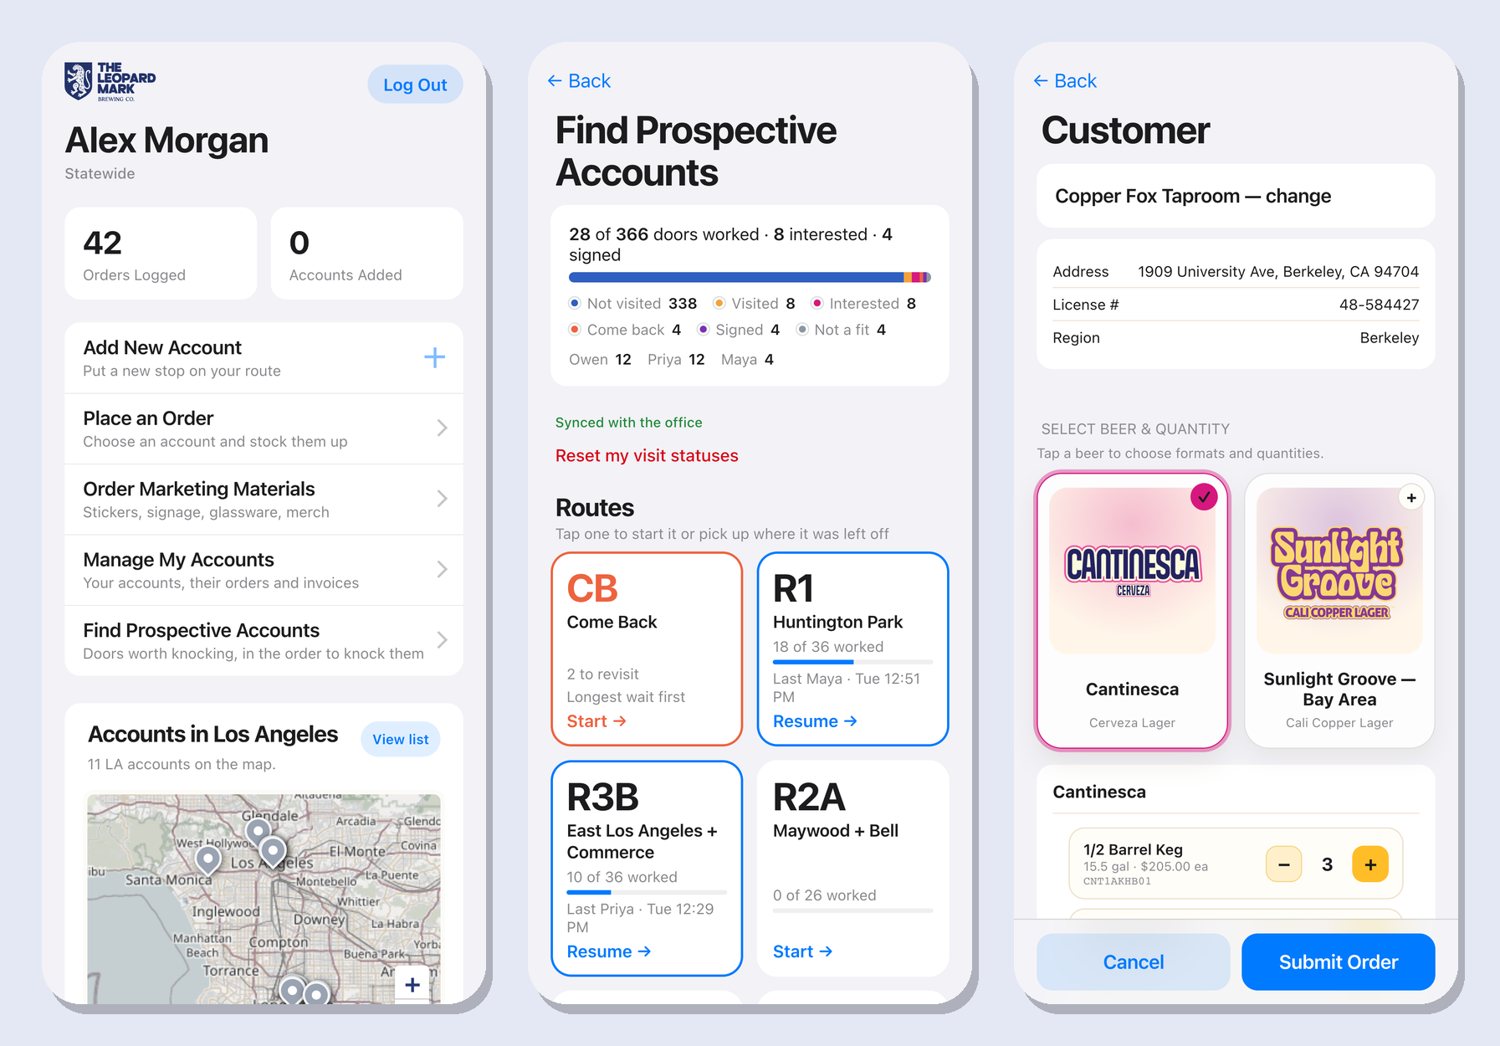 THE
LEOPARD
MARK
BREWING CO.
Log Out
Alex Morgan
Statewide
42
Orders Logged
0
Accounts Added
Add New Account
Put a new stop on your route
Place an Order
Choose an account and stock them up
Order Marketing Materials
Stickers, signage, glassware, merch
Manage My Accounts
Your accounts, their orders and invoices
Find Prospective Accounts
Doors worth knocking, in the order to knock them
Accounts in Los Angeles
View list
11 LA accounts on the map.
Altadena
Glendale
Arcadia
Glendo
West Hollywoo
El-Monte
Covina
ibu
Los Angeles
La-Puente
Santa Monica
Montebello
Whittier
Inglewood
Downey
La Habra
Manhattan
Beach
Compton
Yorb
Buena Park
Torrance
An
+
← Back
Find Prospective
Accounts
28 of 366 doors worked · 8 interested · 4
signed
Not visited 338 Visited 8 Interested 8
Come back 4 Signed 4 Not a fit 4
Owen 12 Priya 12 Maya 4
Synced with the office
Reset my visit statuses
Routes
Tap one to start it or pick up where it was left off
CB
Come Back
2 to revisit
Longest wait first
Start →
R1
Huntington Park
18 of 36 worked
Last Maya · Tue 12:51
PM
Resume →
R3B
East Los Angeles +
Commerce
10 of 36 worked
Last Priya · Tue 12:29
PM
Resume →
R2A
Maywood + Bell
0 of 26 worked
Start →
← Back
Customer
Copper Fox Taproom — change
Address 1909 University Ave, Berkeley, CA 94704
License # 48-584427
Region Berkeley
SELECT BEER & QUANTITY
Tap a beer to choose formats and quantities.
CANTINESCA
CERVEZA
Cantinesca
Cerveza Lager
+
Sunlight
Groove
CALI COPPER LAGER
Sunlight Groove —
Bay Area
Cali Copper Lager
Cantinesca
1/2 Barrel Keg
15.5 gal · $205.00 ea
CNT1AKHB01
− 3 +
Cancel
Submit Order